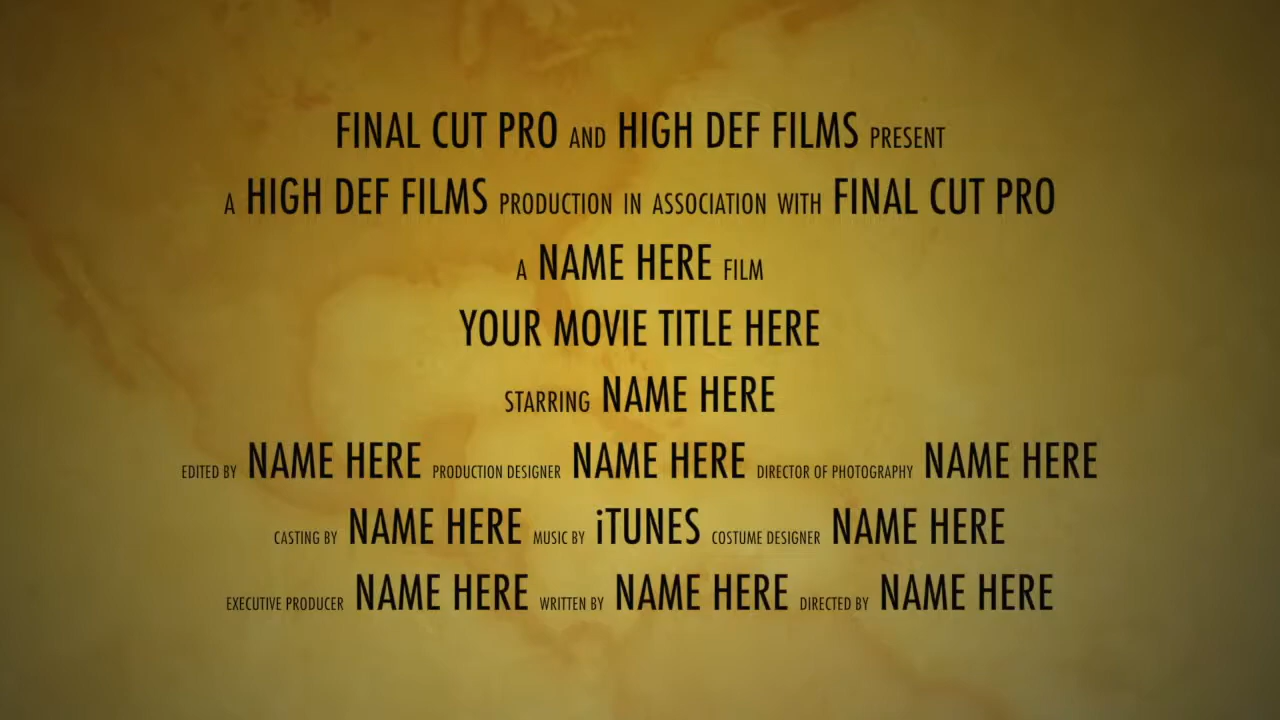 FINAL CUT PRO AND HIGH DEF FILMS PRESENT
A HIGH DEF FILMS PRODUCTION IN ASSOCIATION WITH FINAL CUT PRO
A NAME HERE FILM
YOUR MOVIE TITLE HERE
STARRING NAME HERE
EDITED BY NAME HERE PRODUCTION DESIGNER NAME HERE DIRECTOR OF PHOTOGRAPHY NAME HERE
CASTING BY NAME HERE MUSIC BY iTUNES COSTUME DESIGNER NAME HERE
EXECUTIVE PRODUCER NAME HERE WRITTEN BY NAME HERE DIRECTED BY NAME HERE